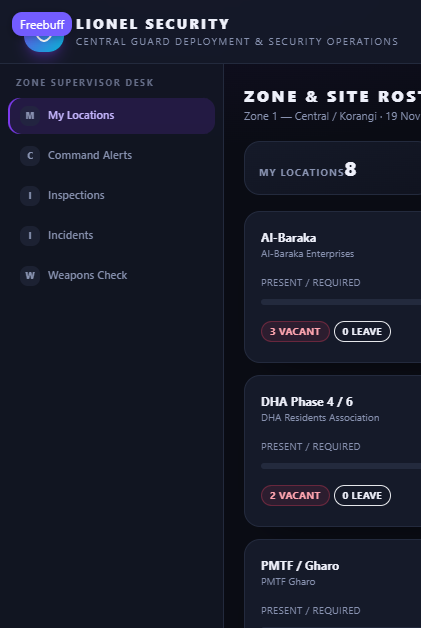 Freebuff
LIONEL SECURITY
CENTRAL GUARD DEPLOYMENT & SECURITY OPERATIONS
ZONE SUPERVISOR DESK
M My Locations
C Command Alerts
I Inspections
I Incidents
W Weapons Check
ZONE & SITE ROST
Zone 1 — Central / Korangi · 19 Nov
MY LOCATIONS 8
Al-Baraka
Al-Baraka Enterprises
PRESENT / REQUIRED
3 VACANT 0 LEAVE
DHA Phase 4 / 6
DHA Residents Association
PRESENT / REQUIRED
2 VACANT 0 LEAVE
PMTF / Gharo
PMTF Gharo
PRESENT / REQUIRED